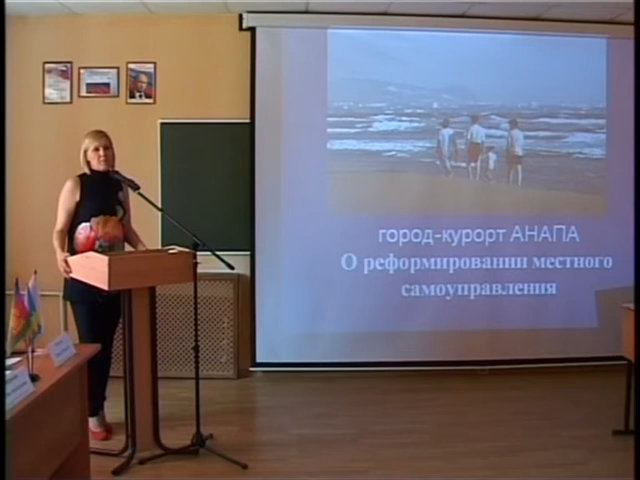 город-курорт АНАПА
О реформировании местного
самоуправления